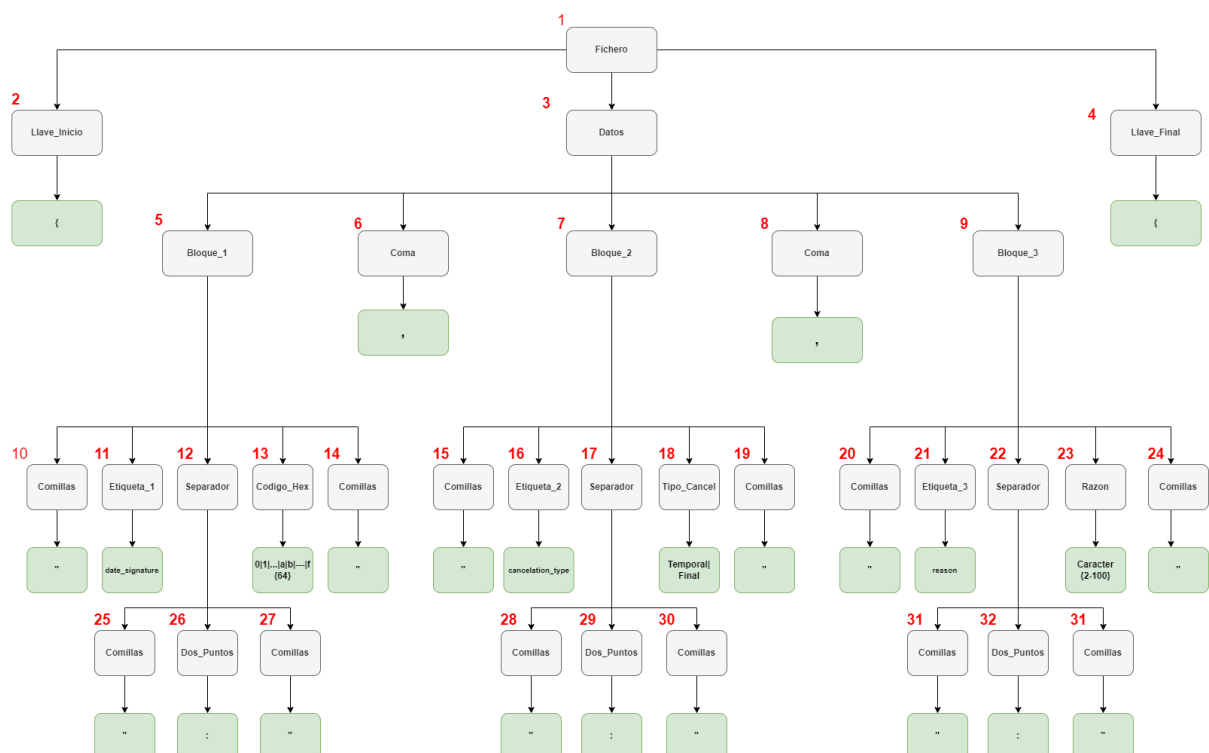 1
Fichero
2
3
4
Llave_Inicio
Datos
Llave_Final
{
{
5
6
7
8
9
Bloque_1
Coma
Bloque_2
Coma
Bloque_3
,
,
10
11
12
13
14
15
16
17
18
19
20
21
22
23
24
Comillas
Etiqueta_1
Separador
Codigo_Hex
Comillas
Comillas
Etiqueta_2
Separador
Tipo_Cancel
Comillas
Comillas
Etiqueta_3
Separador
Razon
Comillas
"
date_signature
0|1|...|a|b|---|f
{64}
"
"
cancelation_type
Temporal|
Final
"
"
reason
Caracter
{2-100}
"
25
26
27
28
29
30
31
32
31
Comillas
Dos_Puntos
Comillas
Comillas
Dos_Puntos
Comillas
Comillas
Dos_Puntos
Comillas
"
:
"
"
:
"
"
:
"